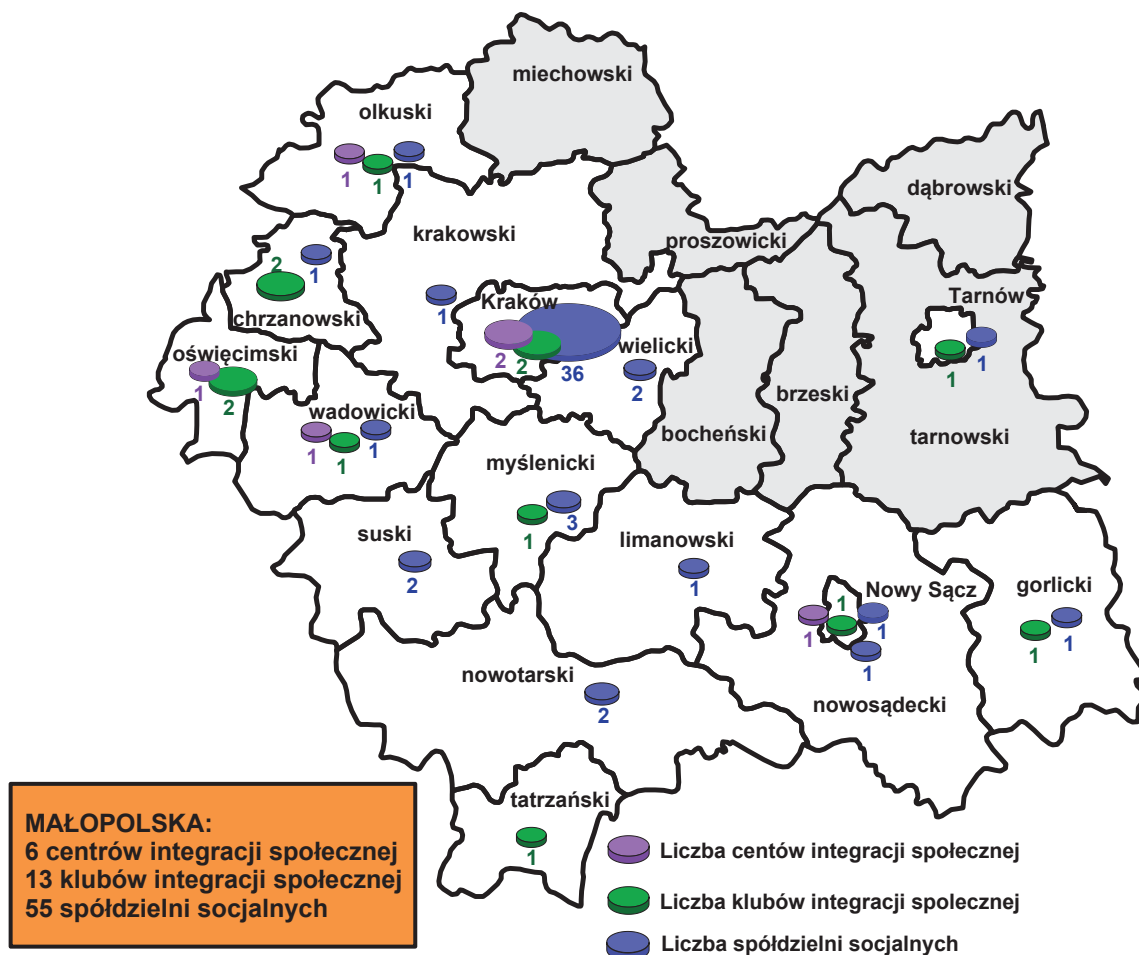 miechowski
olkuski
1
1
1
dąbrowski
krakowski
proszowicki
2
1
chrzanowski
1
Kraków
2
2
36
wielicki
2
Tarnów
1
1
oświęcimski
1
2
wadowicki
1
1
1
bocheński
brzeski
tarnowski
myślenicki
1
3
suski
2
limanowski
1
Nowy Sącz
1
1
1
1
gorlicki
1
1
nowotarski
2
nowosądecki
tatrzański
1
MAŁOPOLSKA:
6 centrów integracji społecznej
13 klubów integracji społecznej
55 spółdzielni socjalnych
Liczba centów integracji społecznej
Liczba klubów integracji spolecznej
Liczba spółdzielni socjalnych